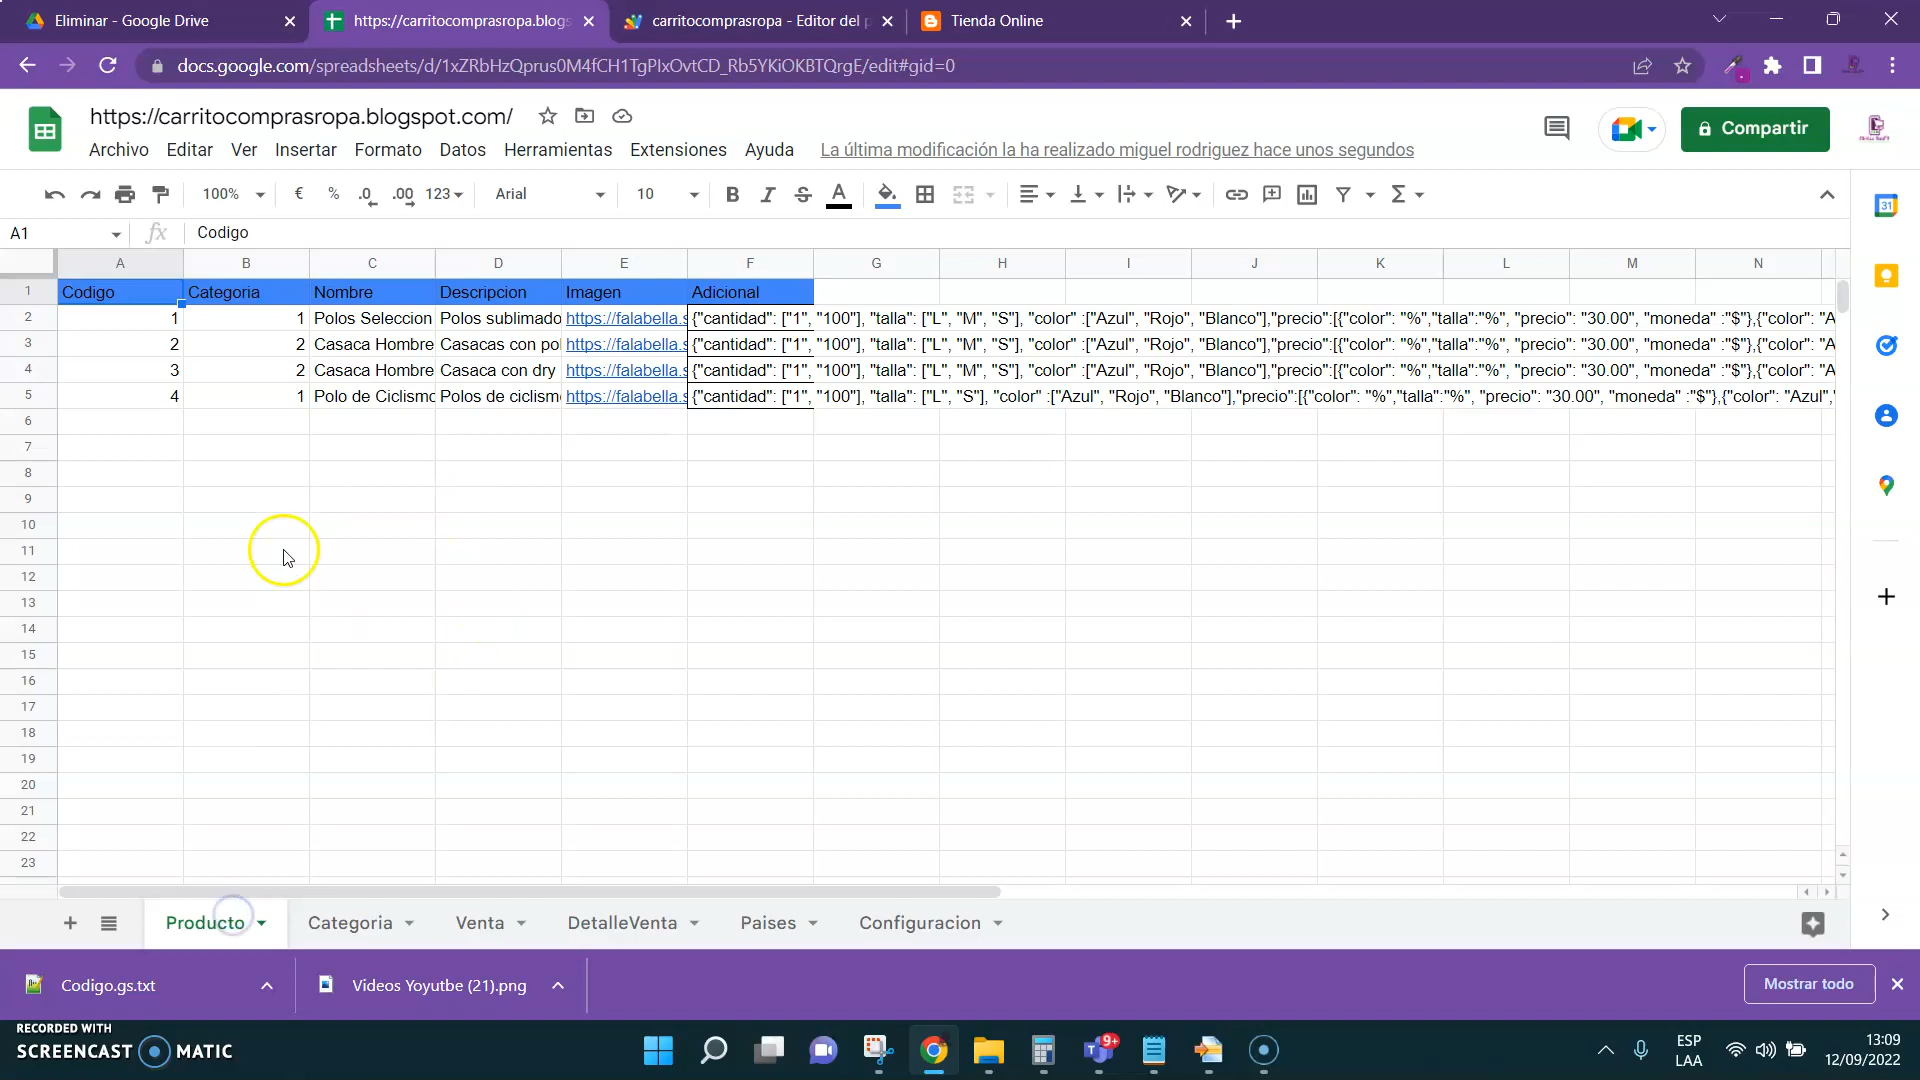 Eliminar - Google Drive
https://carritocomprasropa.blogs
carritocomprasropa - Editor del p
Tienda Online
docs.google.com/spreadsheets/d/1xZRbHzQprus0M4fCH1TgPIxOvtCD_Rb5YKiOKBTQrgE/edit#gid=0
https://carritocomprasropa.blogspot.com/
Compartir
Archivo Editar Ver Insertar Formato Datos Herramientas Extensiones Ayuda La última modificación la ha realizado miguel rodriguez hace unos segundos
100% € % .0 .00 123 Arial 10 B I S A
31
A1 fx Codigo
A B C D E F G H I J K L M N
1 Codigo Categoria Nombre Descripcion Imagen Adicional
2 1 1 Polos Seleccion Polos sublimado https://falabella.s {"cantidad": ["1", "100"], "talla": ["L", "M", "S"], "color" :["Azul", "Rojo", "Blanco"],"precio":[{"color": "%","talla":"%", "precio": "30.00", "moneda" :"$"},{"color": "A
3 2 2 Casaca Hombre Casacas con pol https://falabella.s {"cantidad": ["1", "100"], "talla": ["L", "M", "S"], "color" :["Azul", "Rojo", "Blanco"],"precio":[{"color": "%","talla":"%", "precio": "30.00", "moneda" :"$"},{"color": "A
4 3 2 Casaca Hombre Casaca con dry https://falabella.s {"cantidad": ["1", "100"], "talla": ["L", "M", "S"], "color" :["Azul", "Rojo", "Blanco"],"precio":[{"color": "%","talla":"%", "precio": "30.00", "moneda" :"$"},{"color": "A
5 4 1 Polo de Ciclismo Polos de ciclismo https://falabella.s {"cantidad": ["1", "100"], "talla": ["L", "S"], "color" :["Azul", "Rojo", "Blanco"],"precio":[{"color": "%","talla":"%", "precio": "30.00", "moneda" :"$"},{"color": "Azul","
6
7
8
9
10
11
12
13
14
15
16
17
18
19
20
21
22
23
Producto Categoria Venta DetalleVenta Paises Configuracion
Codigo.gs.txt
Videos Yoyutbe (21).png
Mostrar todo
RECORDED WITH
SCREENCAST MATIC
9+
ESP
LAA
13:09
12/09/2022